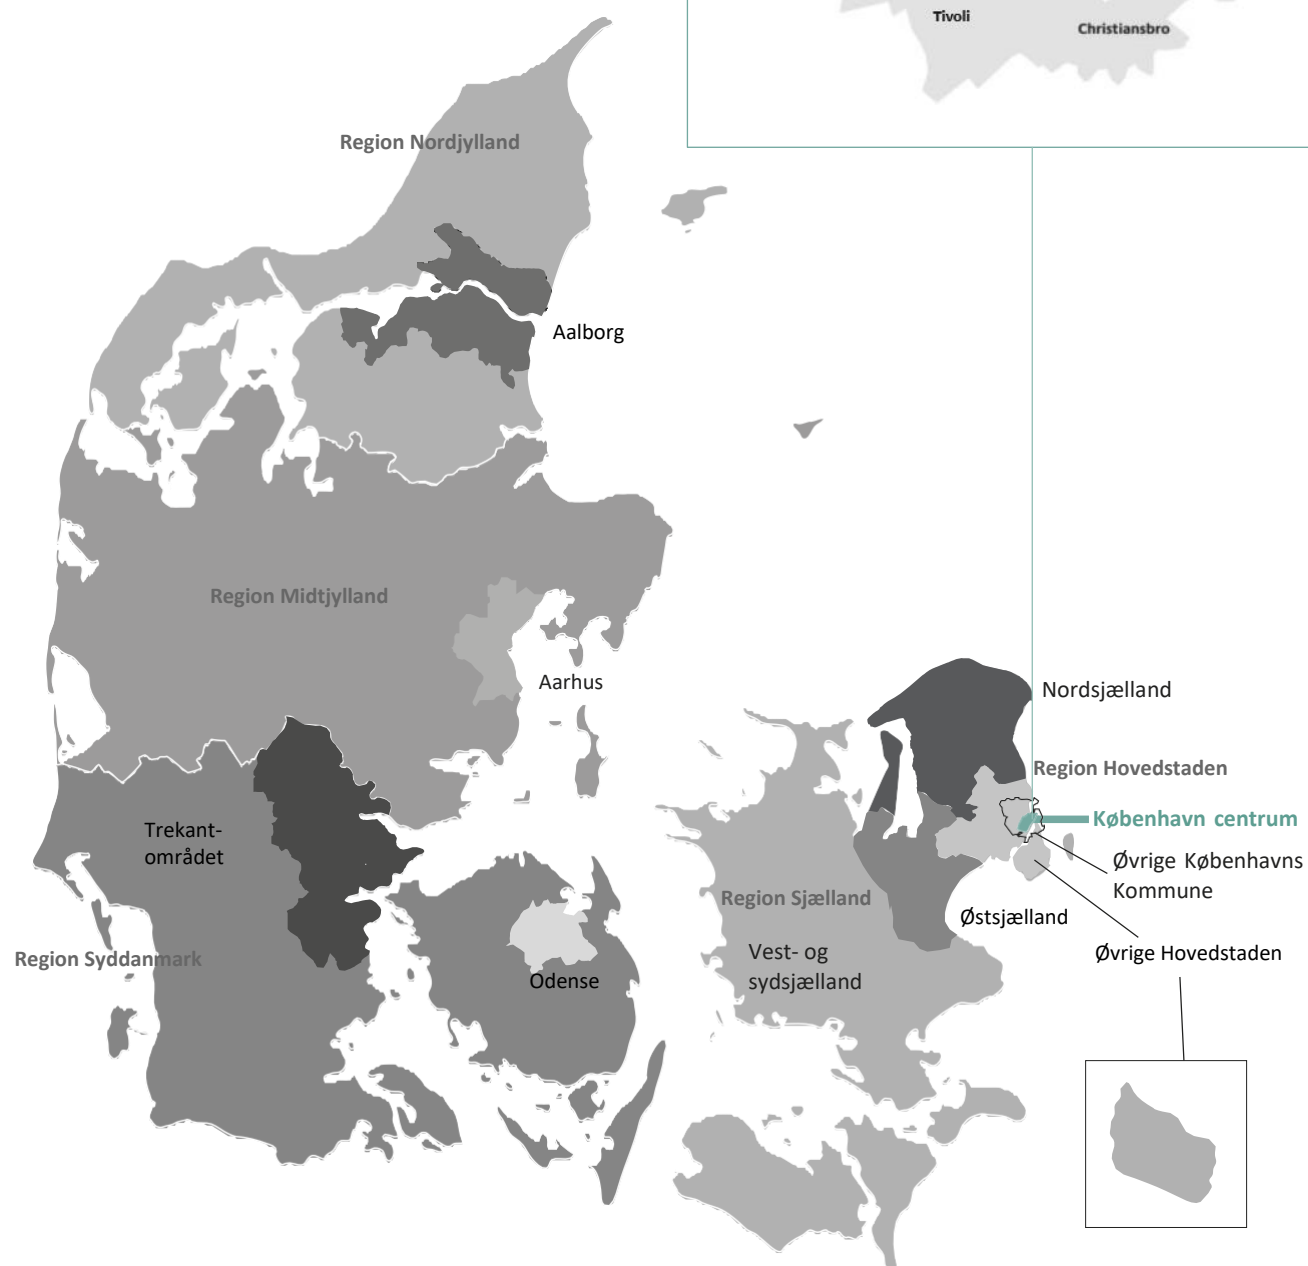 Tivoli
Christiansbro
Region Nordjylland
Aalborg
Region Midtjylland
Aarhus
Nordsjælland
Region Hovedstaden
København centrum
Trekant-
området
Øvrige Københavns
Kommune
Region Sjælland
Østsjælland
Region Syddanmark
Vest- og
sydsjælland
Øvrige Hovedstaden
Odense